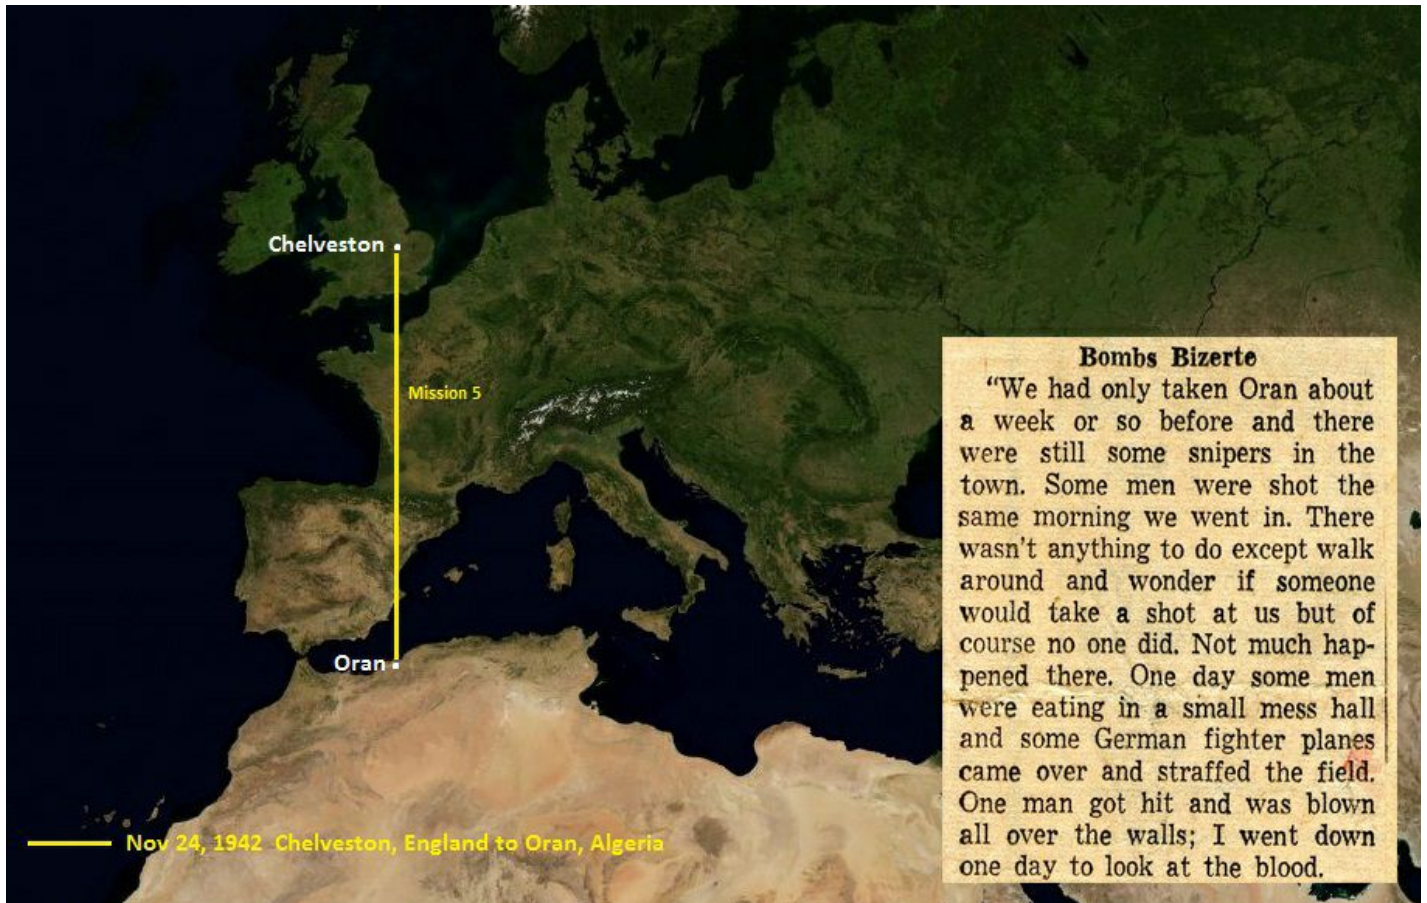 Chelveston
Mission 5
Oran
Nov 24, 1942 Chelveston, England to Oran, Algeria
Bombs Bizerte
"We had only taken Oran about
a week or so before and there
were still some snipers in the
town. Some men were shot the
same morning we went in. There
wasn't anything to do except walk
around and wonder if someone
would take a shot at us but of
course no one did. Not much hap-
pened there. One day some men
were eating in a small mess hall
and some German fighter planes
came over and straffed the field.
One man got hit and was blown
all over the walls; I went down
one day to look at the blood.